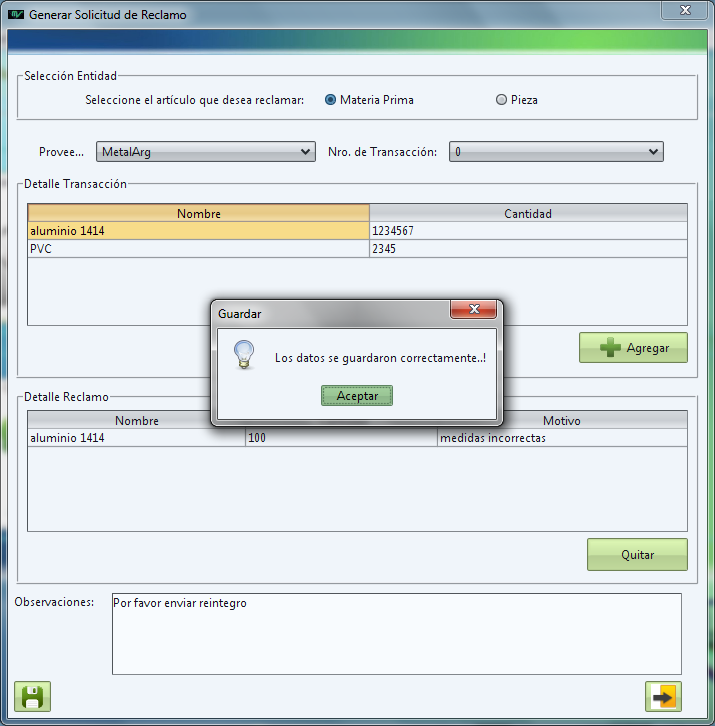 Generar Solicitud de Reclamo
Selección Entidad
Seleccione el artículo que desea reclamar: Materia Prima Pieza
Provee... MetalArg Nro. de Transacción: 0
Detalle Transacción
Nombre Cantidad
aluminio 1414 1234567
PVC 2345
Agregar
Guardar
Los datos se guardaron correctamente..!
Aceptar
Detalle Reclamo
Nombre Motivo
aluminio 1414 100 medidas incorrectas
Quitar
Observaciones: Por favor enviar reintegro